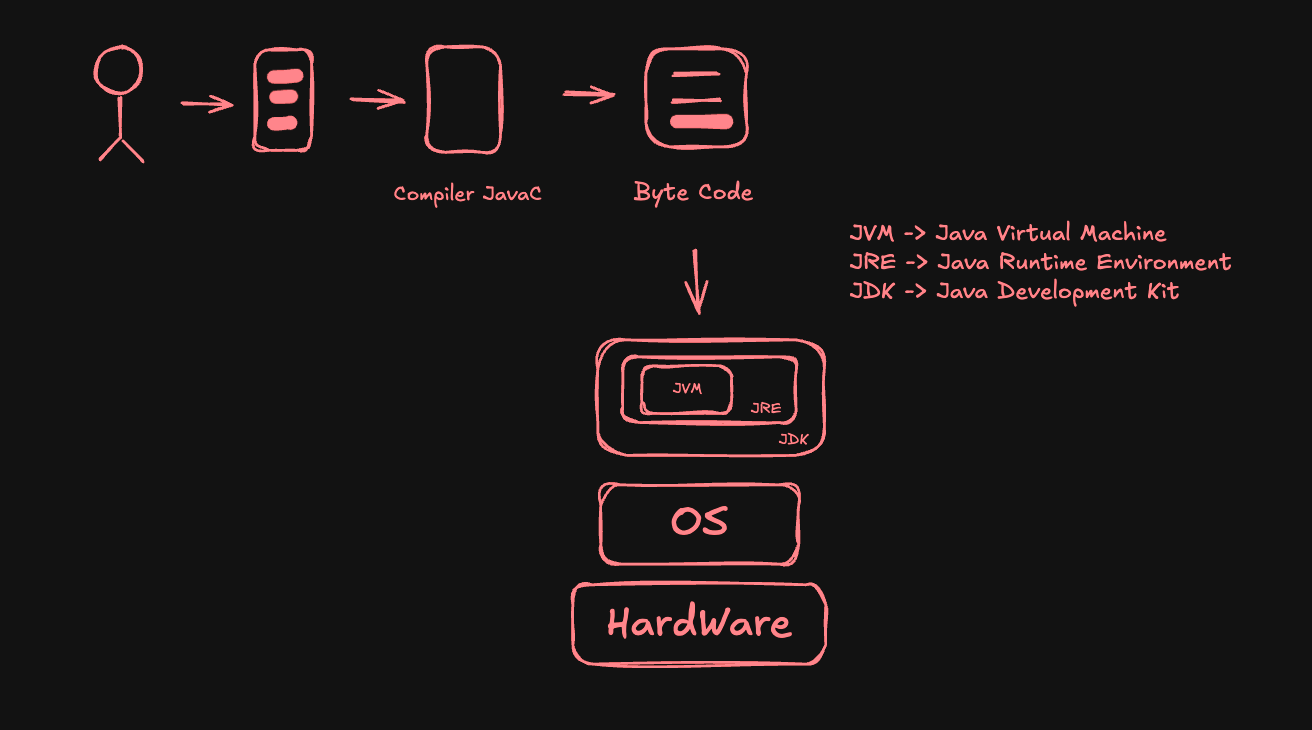 Compiler JavaC
Byte Code
JVM -> Java Virtual Machine
JRE -> Java Runtime Environment
JDK -> Java Development Kit
JVM
JRE
JDK
OS
HardWare